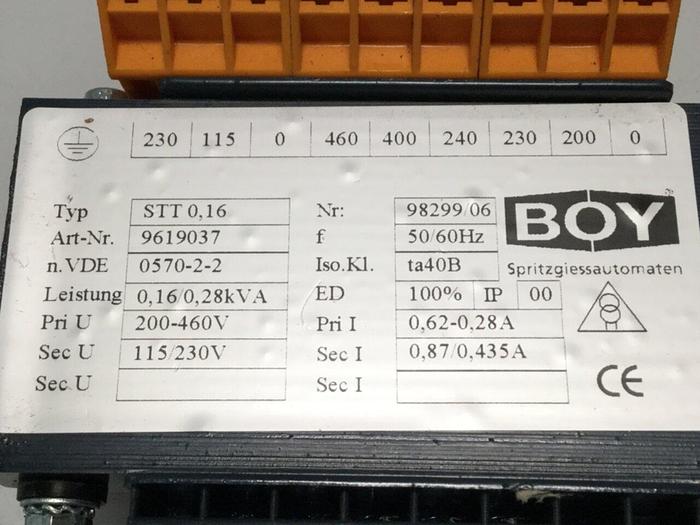 230 115 0 460 400 240 230 200 0
Typ STT 0,16 Nr: 98299/06
Art-Nr. 9619037 f 50/60Hz
n.VDE 0570-2-2 Iso.Kl. ta40B
Leistung 0,16/0,28kVA ED 100% IP 00
Pri U 200-460V Pri I 0,62-0,28A
Sec U 115/230V Sec I 0,87/0,435A
Sec U Sec I
BOY
Spritzgiessautomaten
CE